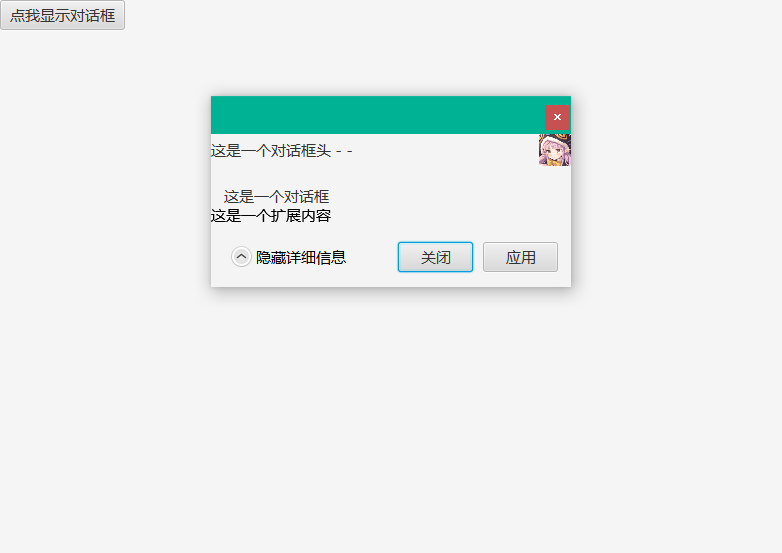 点我显示对话框
这是一个对话框头 - -
这是一个对话框
这是一个扩展内容
隐藏详细信息
关闭
应用